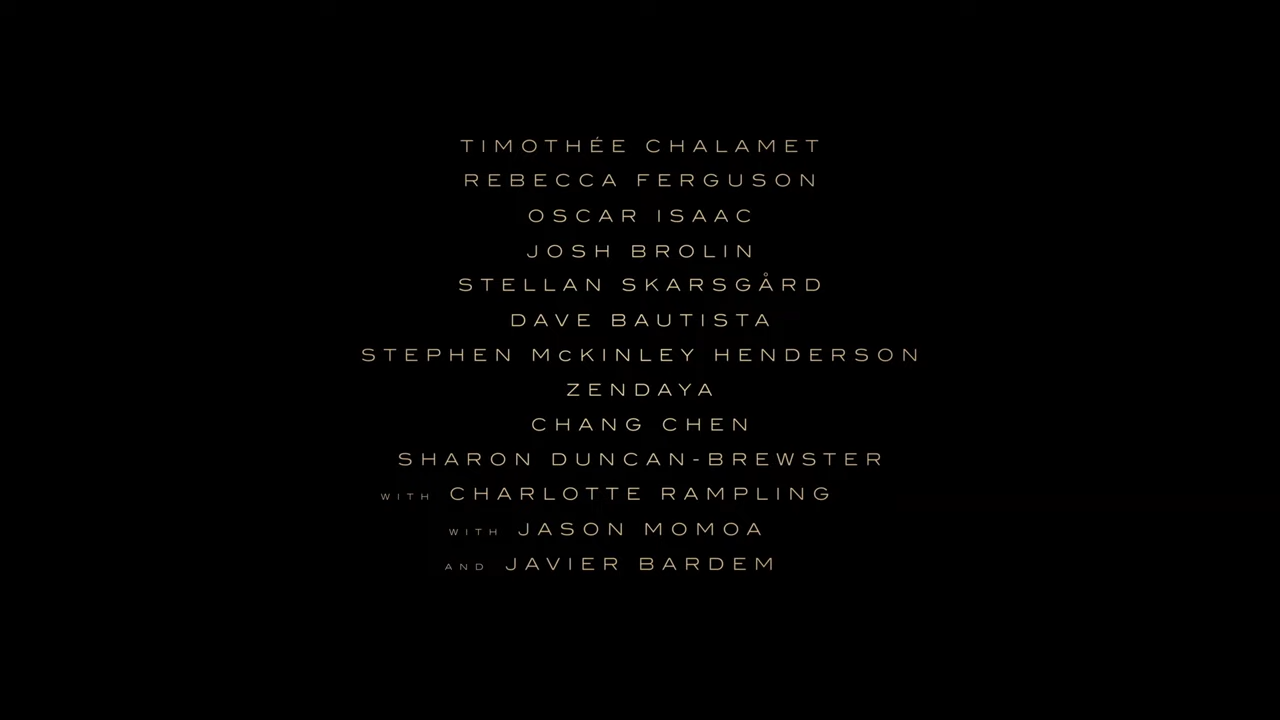 TIMOTHÉE CHALAMET
REBECCA FERGUSON
OSCAR ISAAC
JOSH BROLIN
STELLAN SKARSGÅRD
DAVE BAUTISTA
STEPHEN McKINLEY HENDERSON
ZENDAYA
CHANG CHEN
SHARON DUNCAN-BREWSTER
WITH CHARLOTTE RAMPLING
WITH JASON MOMOA
AND JAVIER BARDEM